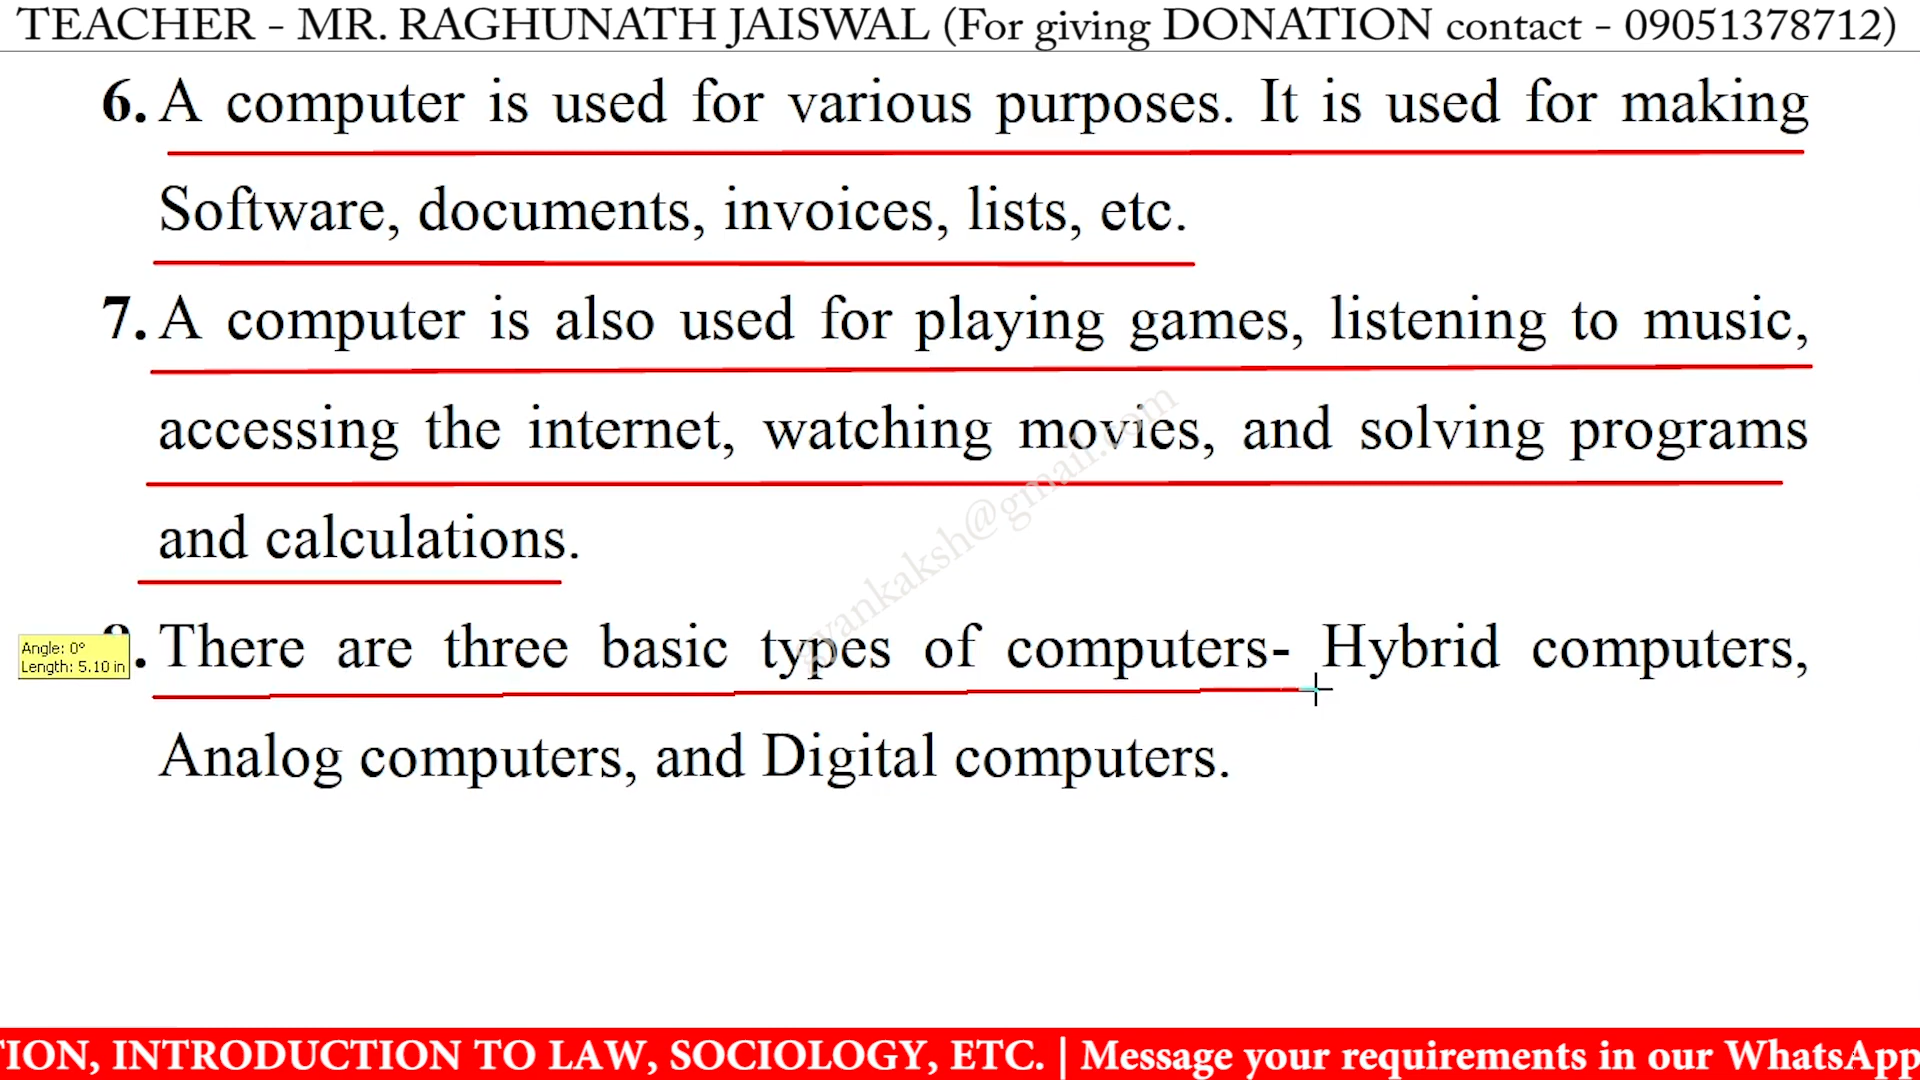 TEACHER - MR. RAGHUNATH JAISWAL (For giving DONATION contact - 09051378712)
6. A computer is used for various purposes. It is used for making
Software, documents, invoices, lists, etc.
7. A computer is also used for playing games, listening to music,
accessing the internet, watching movies, and solving programs
and calculations.
gyankaksh@gmail.com
Angle: 0°
Length: 5.10 in
. There are three basic types of computers- Hybrid computers,
Analog computers, and Digital computers.
TION, INTRODUCTION TO LAW, SOCIOLOGY, ETC. | Message your requirements in our WhatsApp